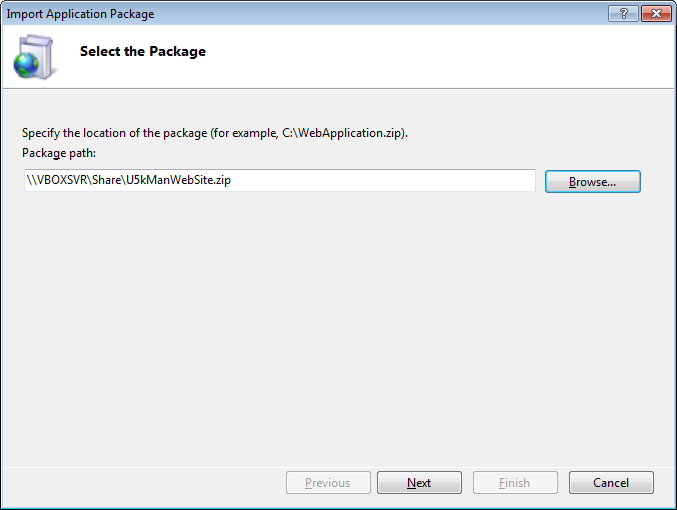 Import Application Package
?
Select the Package
Specify the location of the package (for example, C:\WebApplication.zip).
Package path:
\\VBOXSVR\Share\U5kManWebSite.zip
Browse...
Previous
Next
Finish
Cancel